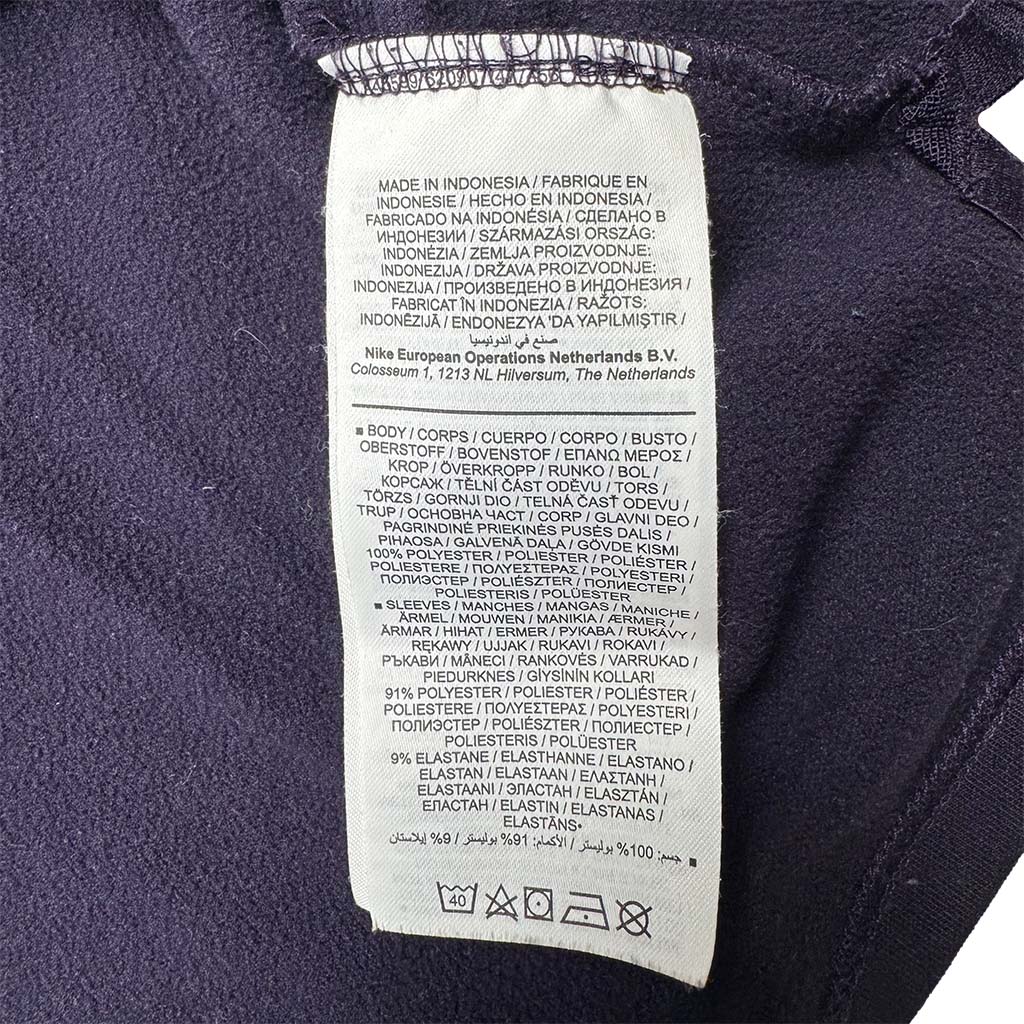 MADE IN INDONESIA / FABRIQUE EN
INDONESIE / HECHO EN INDONESIA /
FABRICADO NA INDONÉSIA / СДЕЛАНО В
ИНДОНЕЗИИ / SZÁRMAZÁSI ORSZÁG:
INDONÉZIA / ZEMLJA PROIZVODNJE:
INDONEZIJA / DRŽAVA PROIZVODNJE:
INDONEZIJA / ПРОИЗВЕДЕНО В ИНДОНЕЗИЯ /
FABRICAT ÎN INDONEZIA / RAŽOTS:
INDONĒZIJĀ / ENDONEZYA 'DA YAPILMIŞTIR /
صنع في اندونيسيا
Nike European Operations Netherlands B.V.
Colosseum 1, 1213 NL Hilversum, The Netherlands
■ BODY / CORPS / CUERPO / CORPO / BUSTO /
OBERSTOFF / BOVENSTOF / ΕΠΑΝΩ ΜΕΡΟΣ /
KROP / ÖVERKROPP / RUNKO / BOL /
КОРСАЖ / TĚLNÍ ČÁST ODĚVU / TORS /
TÖRZS / GORNJI DIO / TELNÁ ČASŤ ODEVU /
TRUP / ОСНОВНА ЧАСТ / CORP / GLAVNI DEO /
PAGRINDINĖ PRIEKINĖS PUSĖS DALIS /
PIHAOSA / GALVENĀ DAĻA / GÖVDE KISMI
100% POLYESTER / POLIESTER / POLIÉSTER /
POLIESTERE / ΠΟΛΥΕΣΤΕΡΑΣ / POLYESTERI /
ПОЛИЭСТЕР / POLIÉSZTER / ПОЛИЕСТЕР /
POLIESTERIS / POLÜESTER
■ SLEEVES / MANCHES / MANGAS / MANICHE /
ÄRMEL / MOUWEN / ΜΑΝΙΚΙΑ / ÆRMER /
ÄRMAR / HIHAT / ERMER / РУКАВА / RUKÁVY /
RĘKAWY / UJJAK / RUKAVI / ROKAVI /
РЪКАВИ / MÂNECI / RANKOVĖS / VARRUKAD /
PIEDURKNES / GİYSİNİN KOLLARI
91% POLYESTER / POLIESTER / POLIÉSTER /
POLIESTERE / ΠΟΛΥΕΣΤΕΡΑΣ / POLYESTERI /
ПОЛИЭСТЕР / POLIÉSZTER / ПОЛИЕСТЕР /
POLIESTERIS / POLÜESTER
9% ELASTANE / ELASTHANNE / ELASTANO /
ELASTAN / ELASTAAN / ΕΛΑΣΤΑΝΗ /
ELASTAANI / ЭЛАСТАН / ELASZTÁN /
ЕЛАСТАН / ELASTIN / ELASTANAS /
ELASTĀNS•
■ جسم: 100% بوليستر / الأكمام: 91% بوليستر / 9% إيلاستان
40